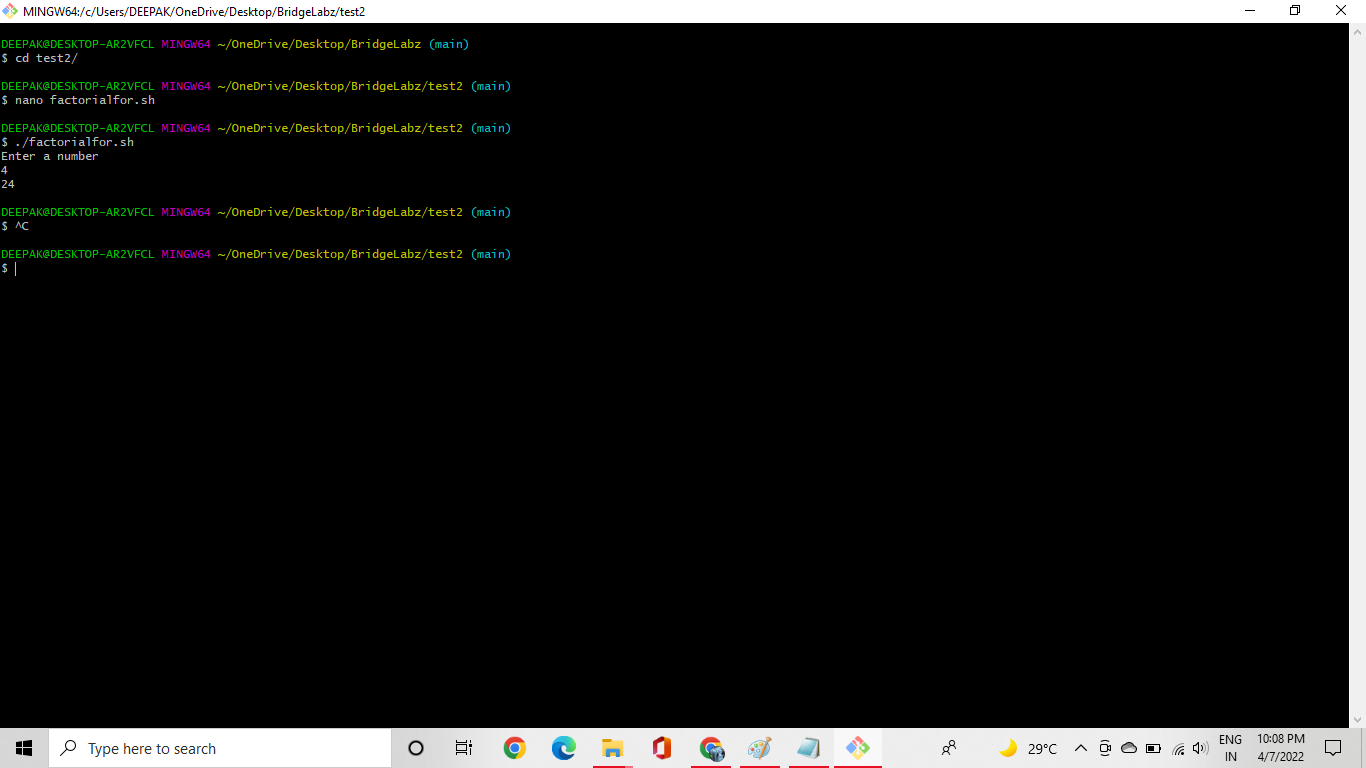 MINGW64:/c/Users/DEEPAK/OneDrive/Desktop/BridgeLabz/test2
DEEPAK@DESKTOP-AR2VFCL MINGW64 ~/OneDrive/Desktop/BridgeLabz (main)
$ cd test2/
DEEPAK@DESKTOP-AR2VFCL MINGW64 ~/OneDrive/Desktop/BridgeLabz/test2 (main)
$ nano factorialfor.sh
DEEPAK@DESKTOP-AR2VFCL MINGW64 ~/OneDrive/Desktop/BridgeLabz/test2 (main)
$ ./factorialfor.sh
Enter a number
4
24
DEEPAK@DESKTOP-AR2VFCL MINGW64 ~/OneDrive/Desktop/BridgeLabz/test2 (main)
$ ^C
DEEPAK@DESKTOP-AR2VFCL MINGW64 ~/OneDrive/Desktop/BridgeLabz/test2 (main)
$
Type here to search
29°C
ENG
IN
10:08 PM
4/7/2022